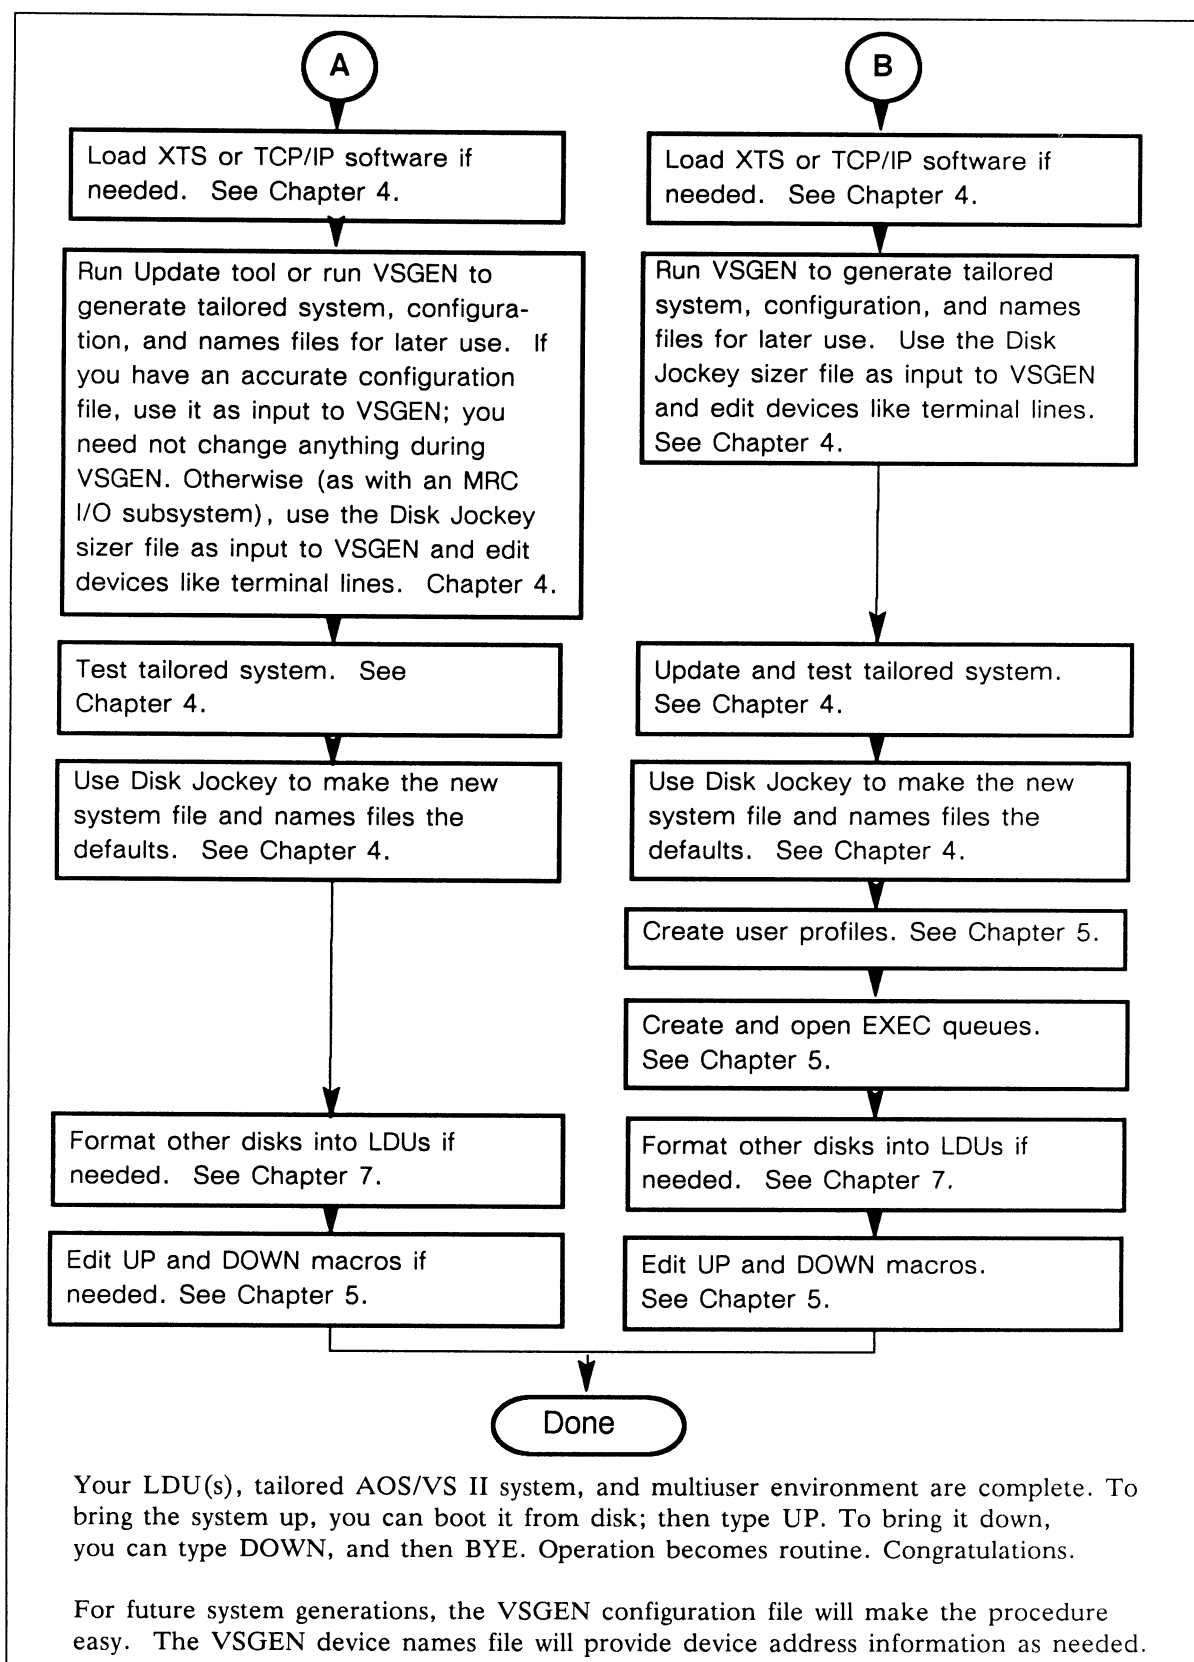 A
Load XTS or TCP/IP software if
needed. See Chapter 4.
Run Update tool or run VSGEN to
generate tailored system, configura-
tion, and names files for later use. If
you have an accurate configuration
file, use it as input to VSGEN; you
need not change anything during
VSGEN. Otherwise (as with an MRC
I/O subsystem), use the Disk Jockey
sizer file as input to VSGEN and edit
devices like terminal lines. Chapter 4.
Test tailored system. See
Chapter 4.
Use Disk Jockey to make the new
system file and names files the
defaults. See Chapter 4.
Format other disks into LDUs if
needed. See Chapter 7.
Edit UP and DOWN macros if
needed. See Chapter 5.
B
Load XTS or TCP/IP software if
needed. See Chapter 4.
Run VSGEN to generate tailored
system, configuration, and names
files for later use. Use the Disk
Jockey sizer file as input to VSGEN
and edit devices like terminal lines.
See Chapter 4.
Update and test tailored system.
See Chapter 4.
Use Disk Jockey to make the new
system file and names files the
defaults. See Chapter 4.
Create user profiles. See Chapter 5.
Create and open EXEC queues.
See Chapter 5.
Format other disks into LDUs if
needed. See Chapter 7.
Edit UP and DOWN macros.
See Chapter 5.
Done
Your LDU(s), tailored AOS/VS II system, and multiuser environment are complete. To
bring the system up, you can boot it from disk; then type UP. To bring it down,
you can type DOWN, and then BYE. Operation becomes routine. Congratulations.
For future system generations, the VSGEN configuration file will make the procedure
easy. The VSGEN device names file will provide device address information as needed.